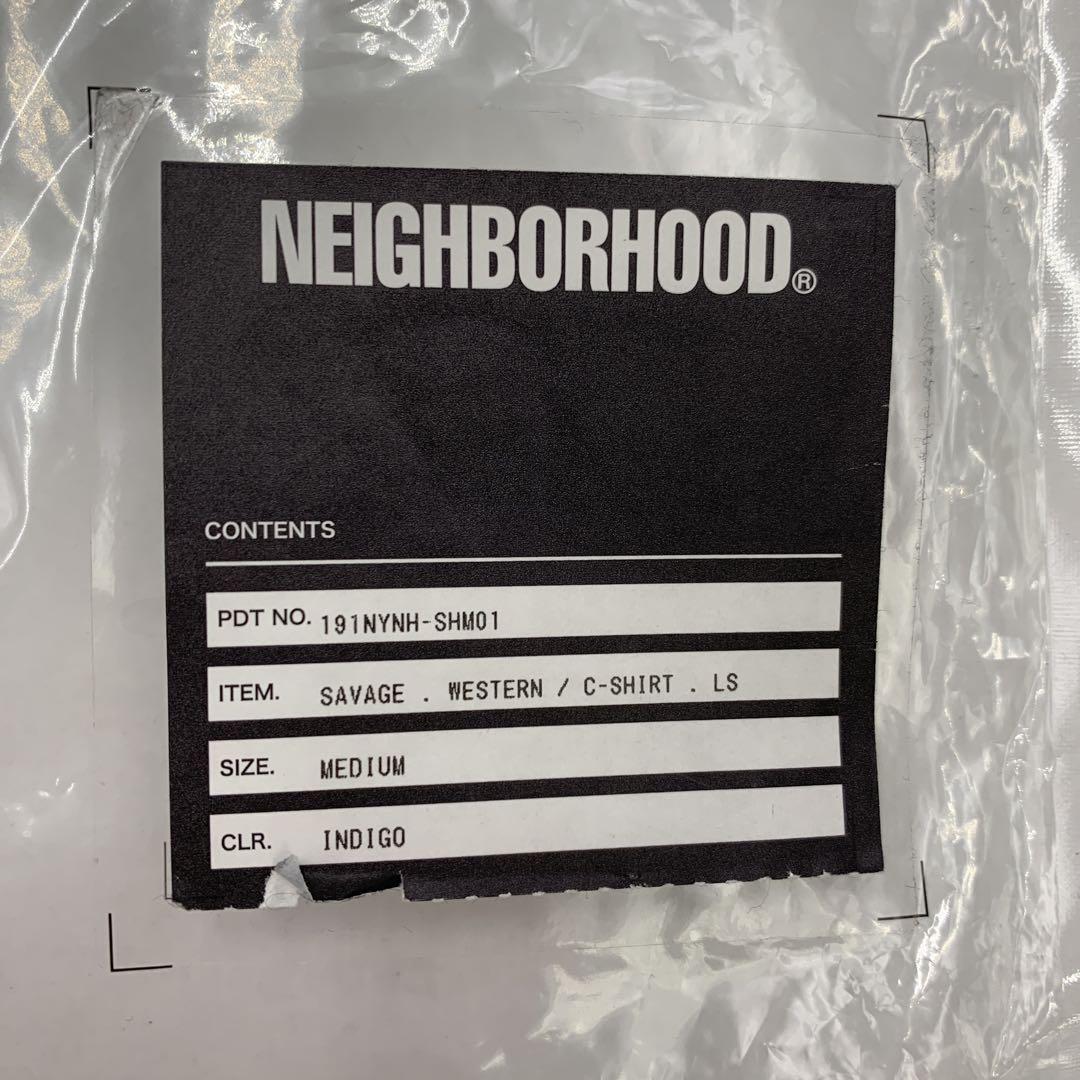 NEIGHBORHOOD®
CONTENTS
PDT NO. 191NYNH-SHM01
ITEM. SAVAGE . WESTERN / C-SHIRT . LS
SIZE. MEDIUM
CLR. INDIGO